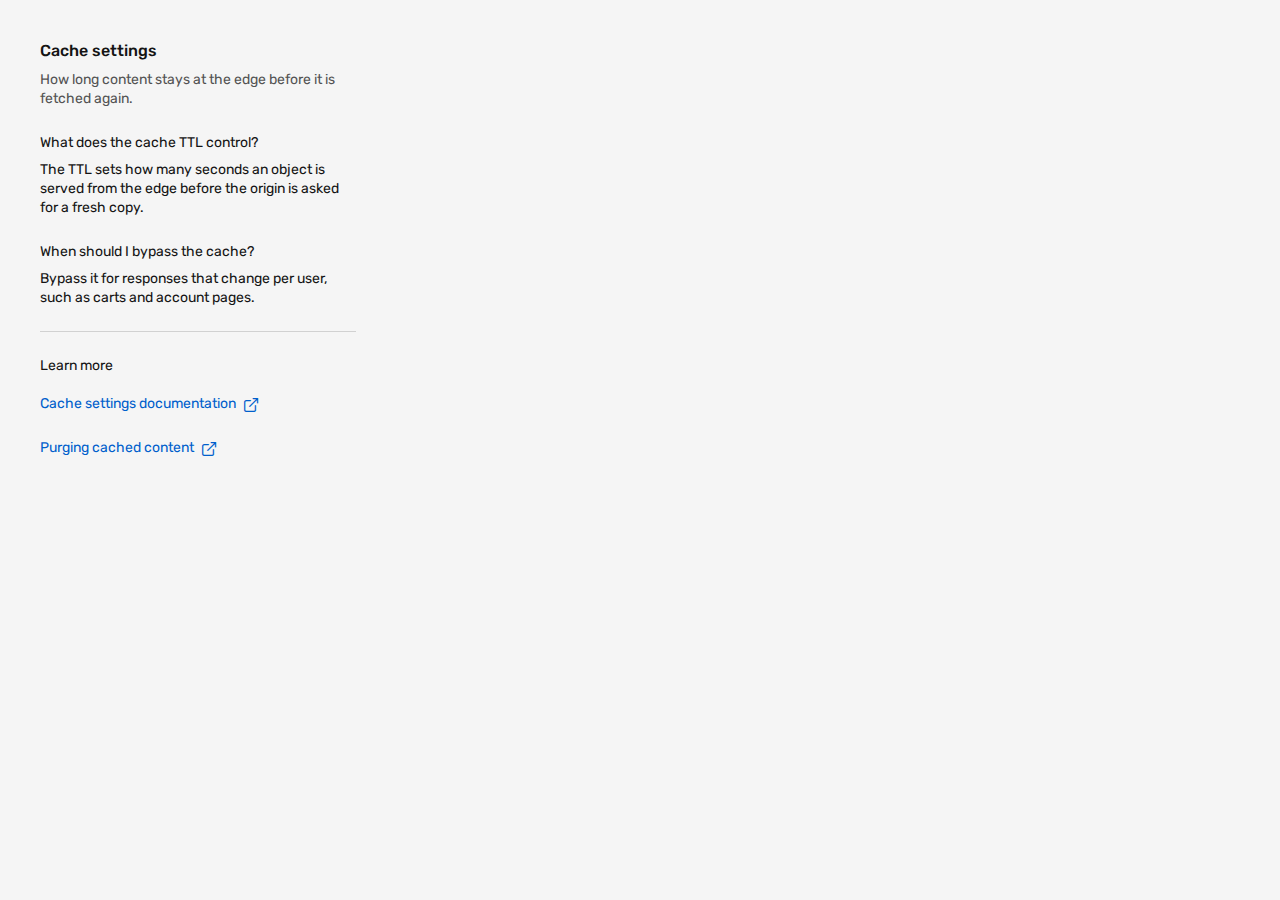 Cache settings
How long content stays at the edge before it is
fetched again.
What does the cache TTL control?
The TTL sets how many seconds an object is
served from the edge before the origin is asked
for a fresh copy.
When should I bypass the cache?
Bypass it for responses that change per user,
such as carts and account pages.
Learn more
Cache settings documentation
Purging cached content